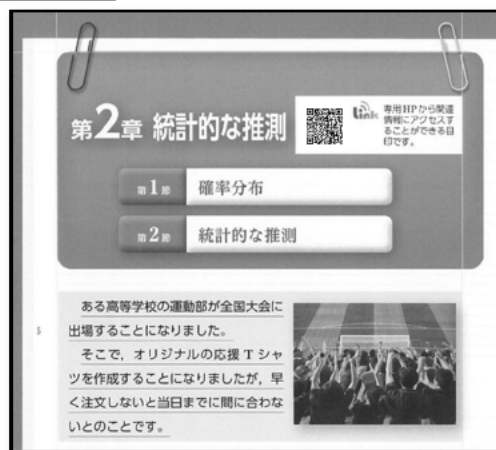 第2章 統計的な推測
Link
専用HPから関連
情報にアクセスす
ることができる目
印です。
第1節 確率分布
第2節 統計的な推測
ある高等学校の運動部が全国大会に
出場することになりました。
5
そこで，オリジナルの応援Tシャ
ツを作成することになりましたが，早
く注文しないと当日までに間に合わな
いとのことです。